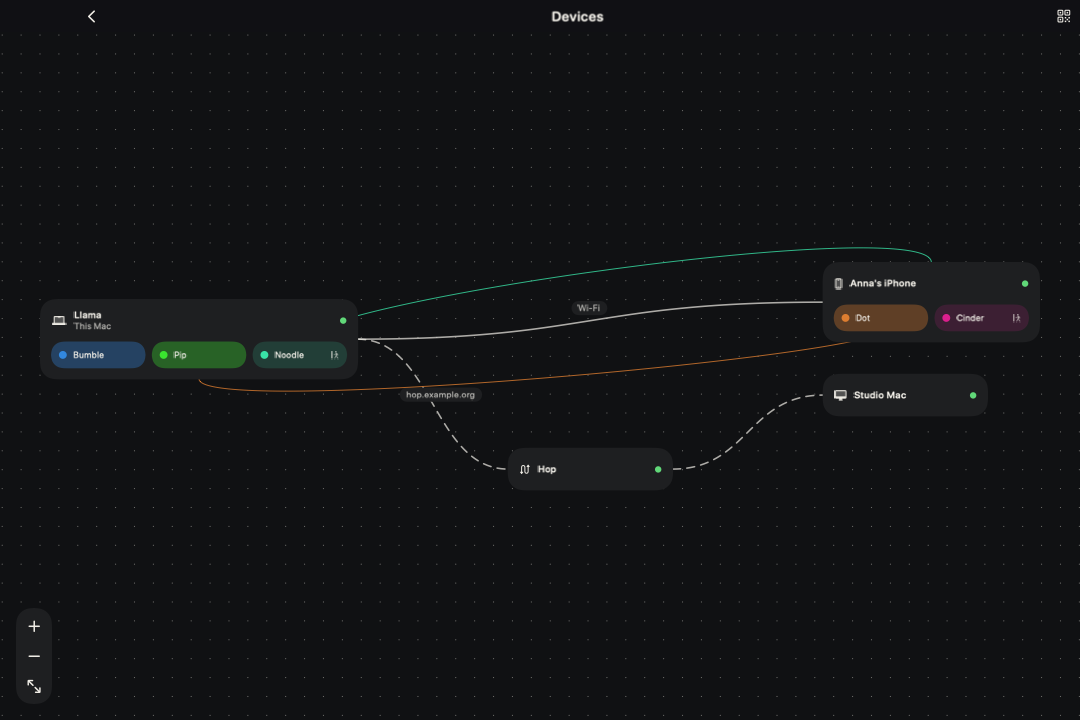 Devices
Llama
This Mac
Bumble
Pip
Noodle
Wi-Fi
Anna's iPhone
Dot
Cinder
hop.example.org
Studio Mac
Hop